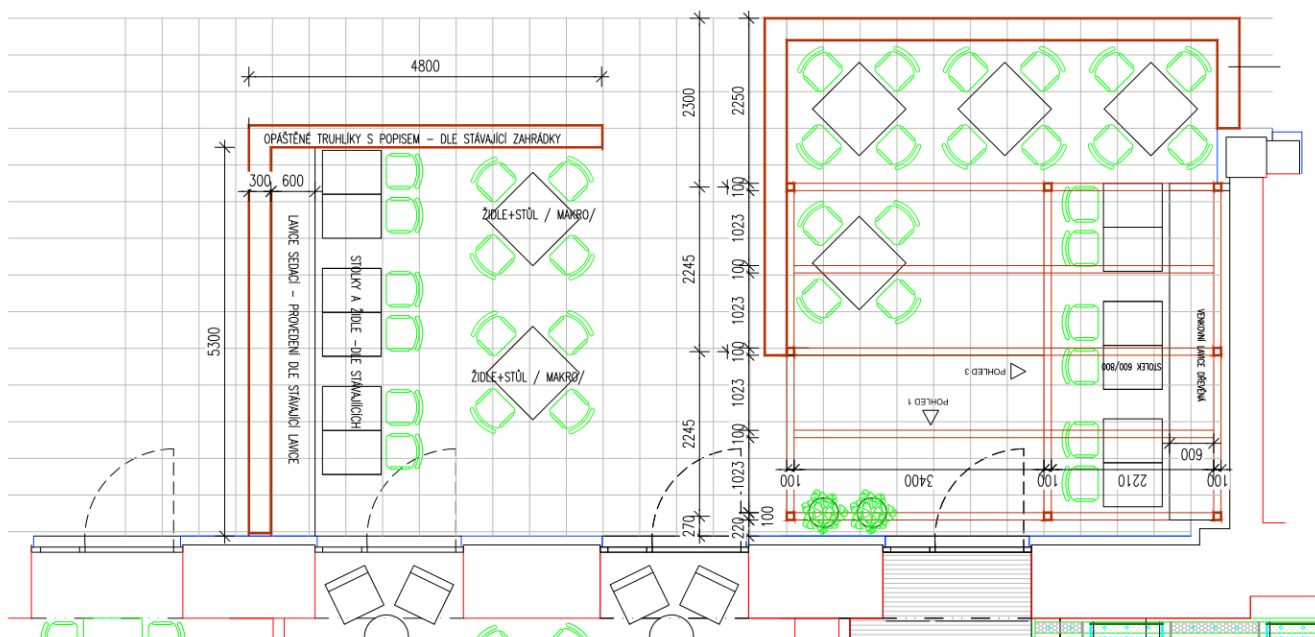 4800
OPÁŠTĚNÉ TRUHLÍKY S POPISEM - DLE STÁVAJÍCÍ ZAHRÁDKY
300
600
5300
LAVICE SEDACÍ - PROVEDENÍ DLE STÁVAJÍCÍ LAVICE
STOLKY A ŽIDLE -DLE STÁVAJÍCÍCH
ŽIDLE+STŮL / MAKRO/
ŽIDLE+STŮL / MAKRO/
2300
2245
2245
270
2250
100
1023
100
1023
100
1023
100
1023
220
100
POHLED 3
POHLED 1
STOLEK 600/800
VENKOVNÍ LAVICE DŘEVĚNÁ
600
100
3400
100
2210
100